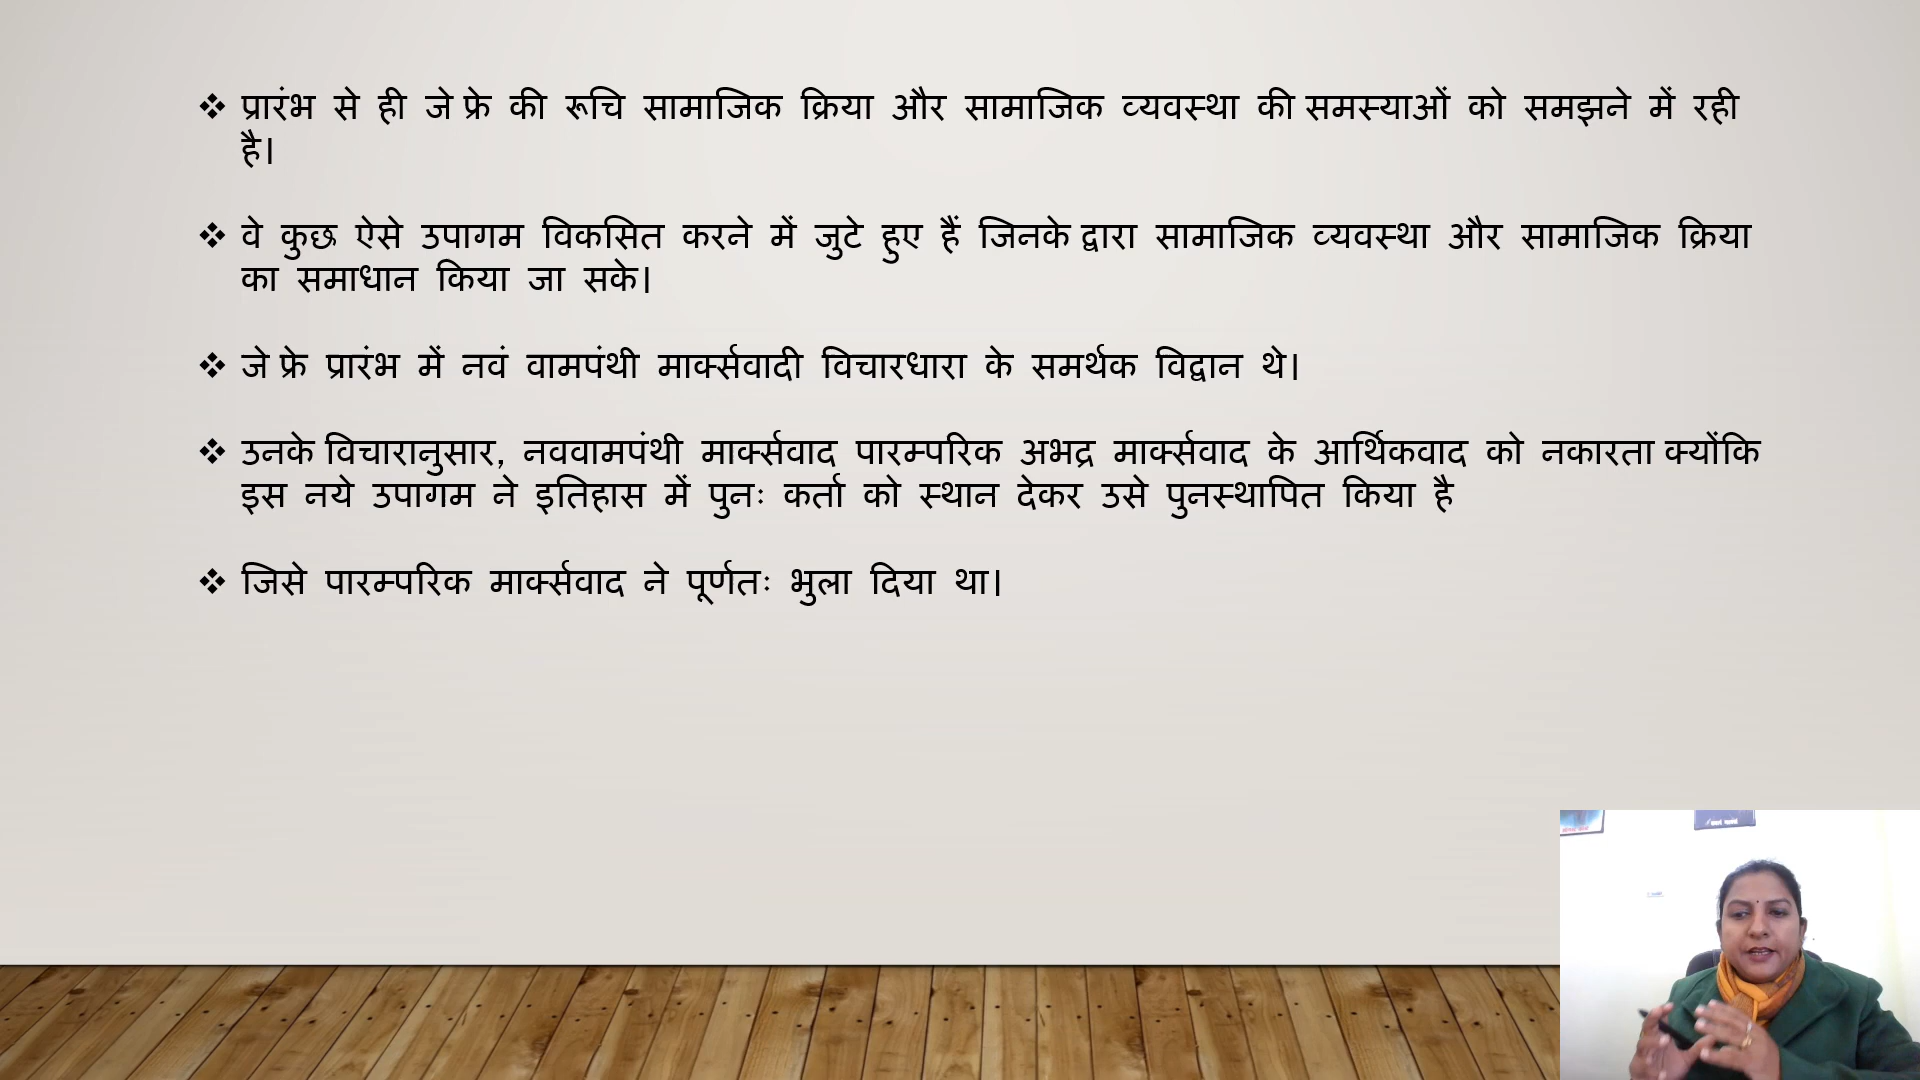 ❖ प्रारंभ से ही जे फ्रे की रूचि सामाजिक क्रिया और सामाजिक व्यवस्था की समस्याओं को समझने में रही
है।
❖ वे कुछ ऐसे उपागम विकसित करने में जुटे हुए हैं जिनके द्वारा सामाजिक व्यवस्था और सामाजिक क्रिया
का समाधान किया जा सके।
❖ जे फ्रे प्रारंभ में नवं वामपंथी मार्क्सवादी विचारधारा के समर्थक विद्वान थे।
❖ उनके विचारानुसार, नववामपंथी मार्क्सवाद पारम्परिक अभद्र मार्क्सवाद के आर्थिकवाद को नकारता क्योंकि
इस नये उपागम ने इतिहास में पुनः कर्ता को स्थान देकर उसे पुनस्थापित किया है
❖ जिसे पारम्परिक मार्क्सवाद ने पूर्णतः भुला दिया था।